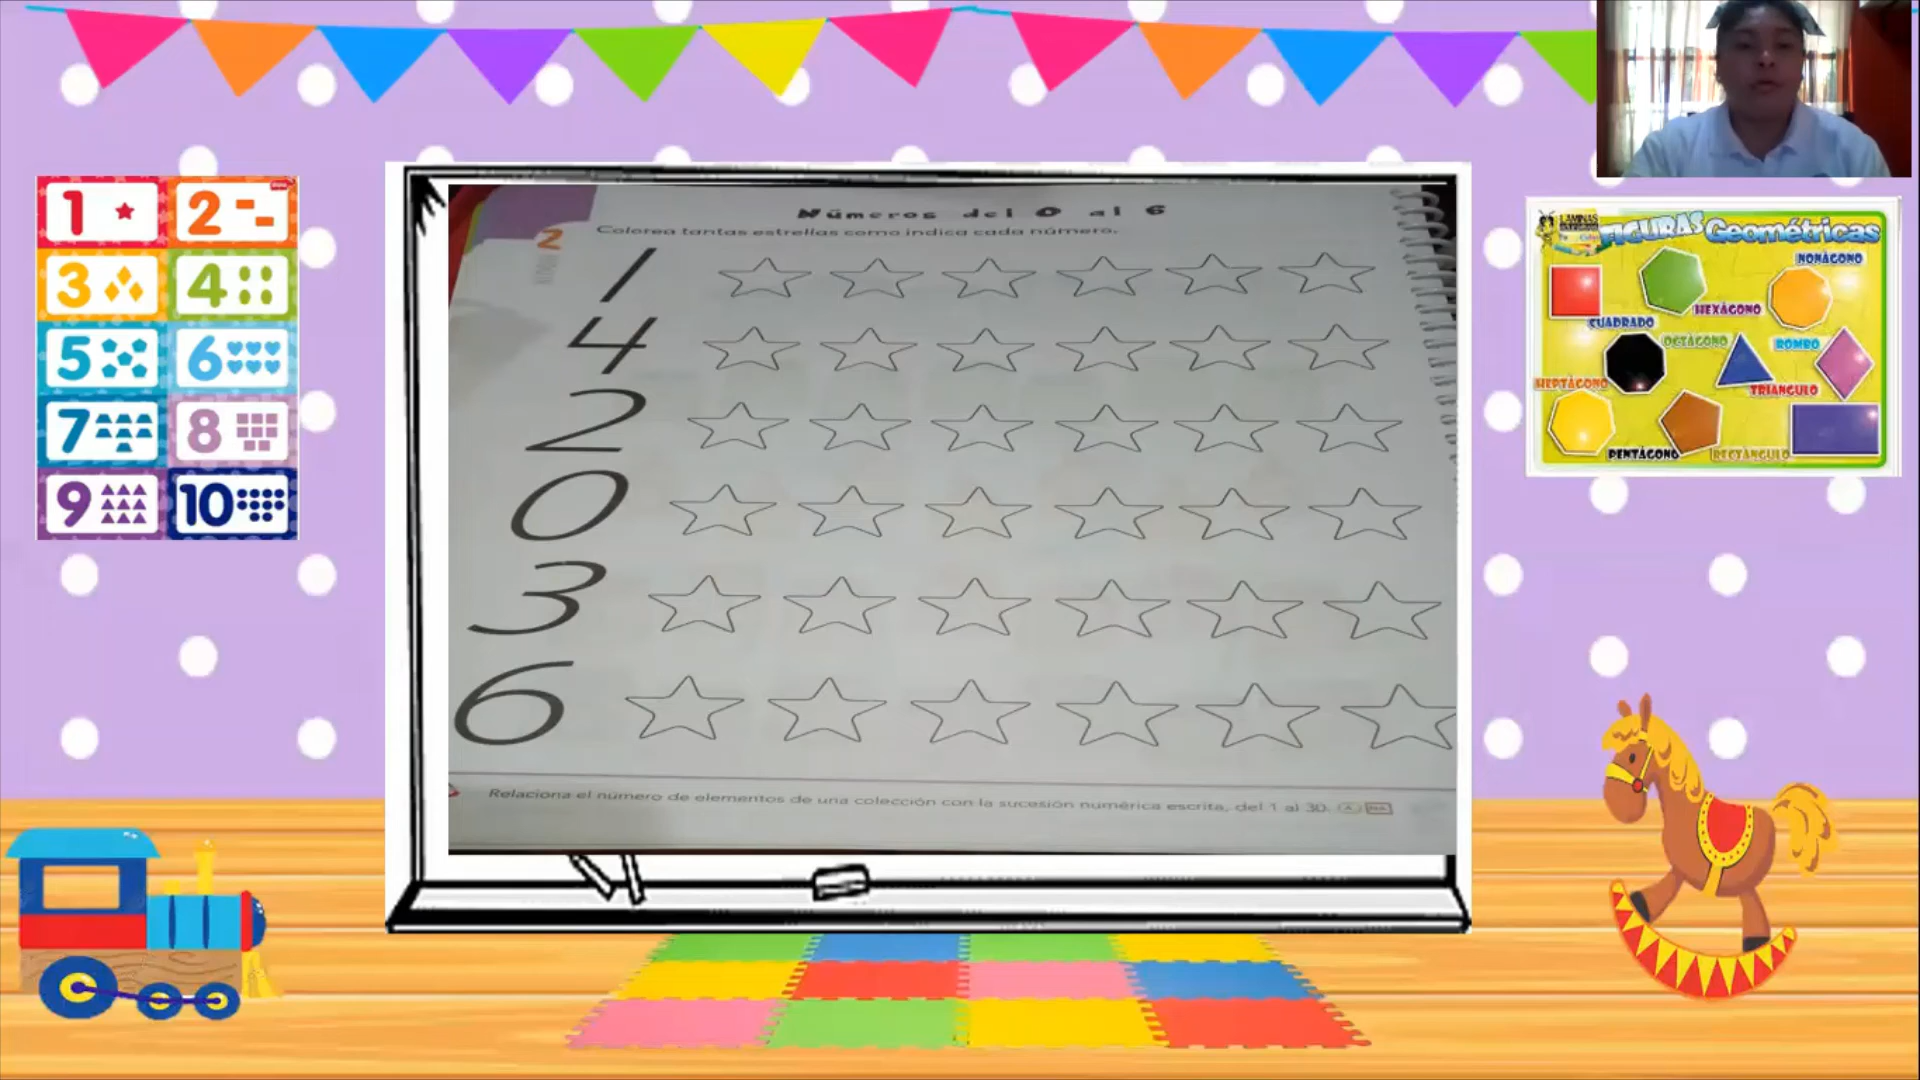 1
2
3
4
5
6
7
8
9
10
Números del 0 al 6
2
Colorea tantas estrellas como indica cada número.
1
4
2
0
3
6
Relaciona el número de elementos de una colección con la sucesión numérica escrita, del 1 al 30.
LAMINAS
FIGURAS Geométricas
NONÁGONO
HEXÁGONO
CUADRADO
OCTÁGONO
ROMBO
HEPTÁGONO
TRIANGULO
PENTÁGONO
RECTÁNGULO